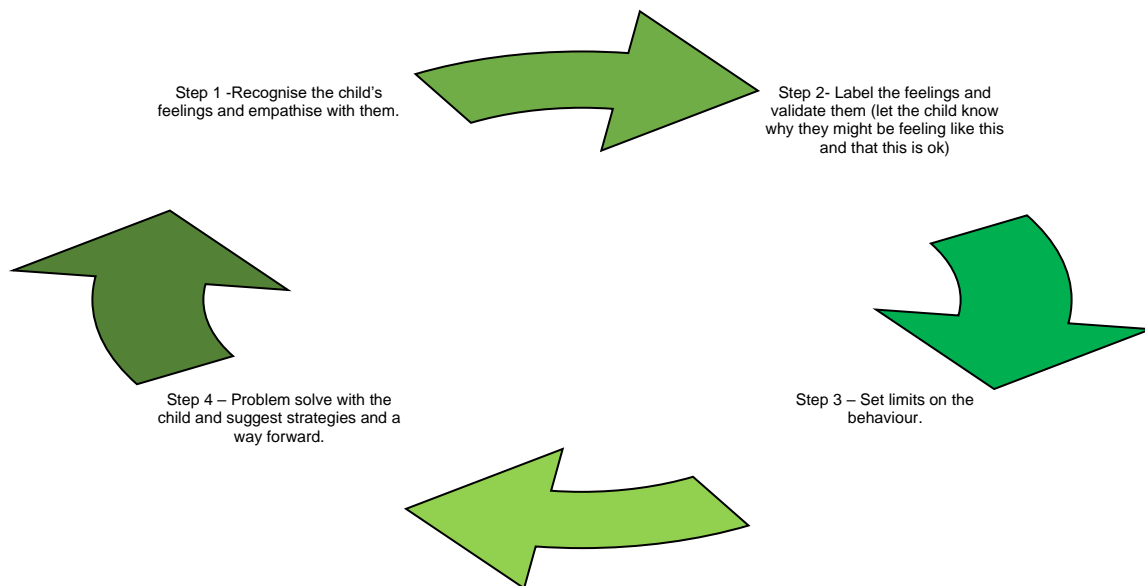 Step 1 -Recognise the child's
feelings and empathise with them.
Step 2- Label the feelings and
validate them (let the child know
why they might be feeling like this
and that this is ok)
Step 3 – Set limits on the
behaviour.
Step 4 – Problem solve with the
child and suggest strategies and a
way forward.